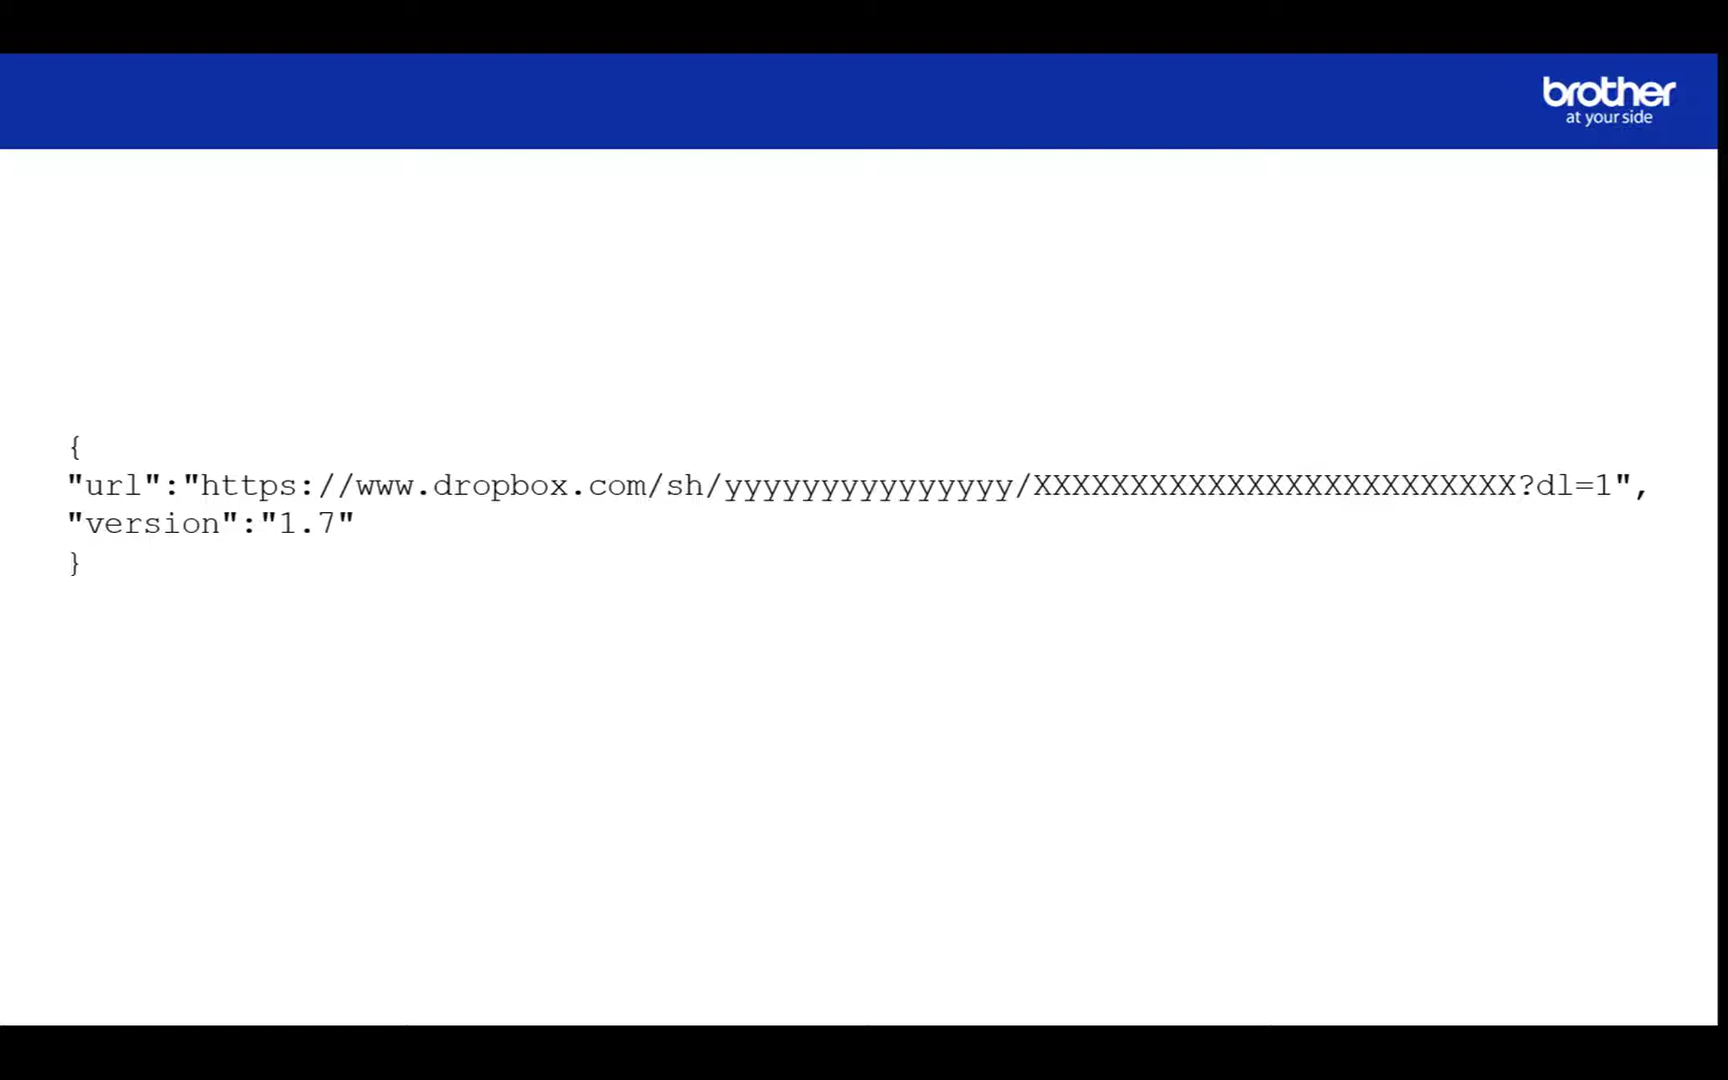 brother
at your side
{
"url":"https://www.dropbox.com/sh/yyyyyyyyyyyyyyy/XXXXXXXXXXXXXXXXXXXXXXXXX?dl=1",
"version":"1.7"
}